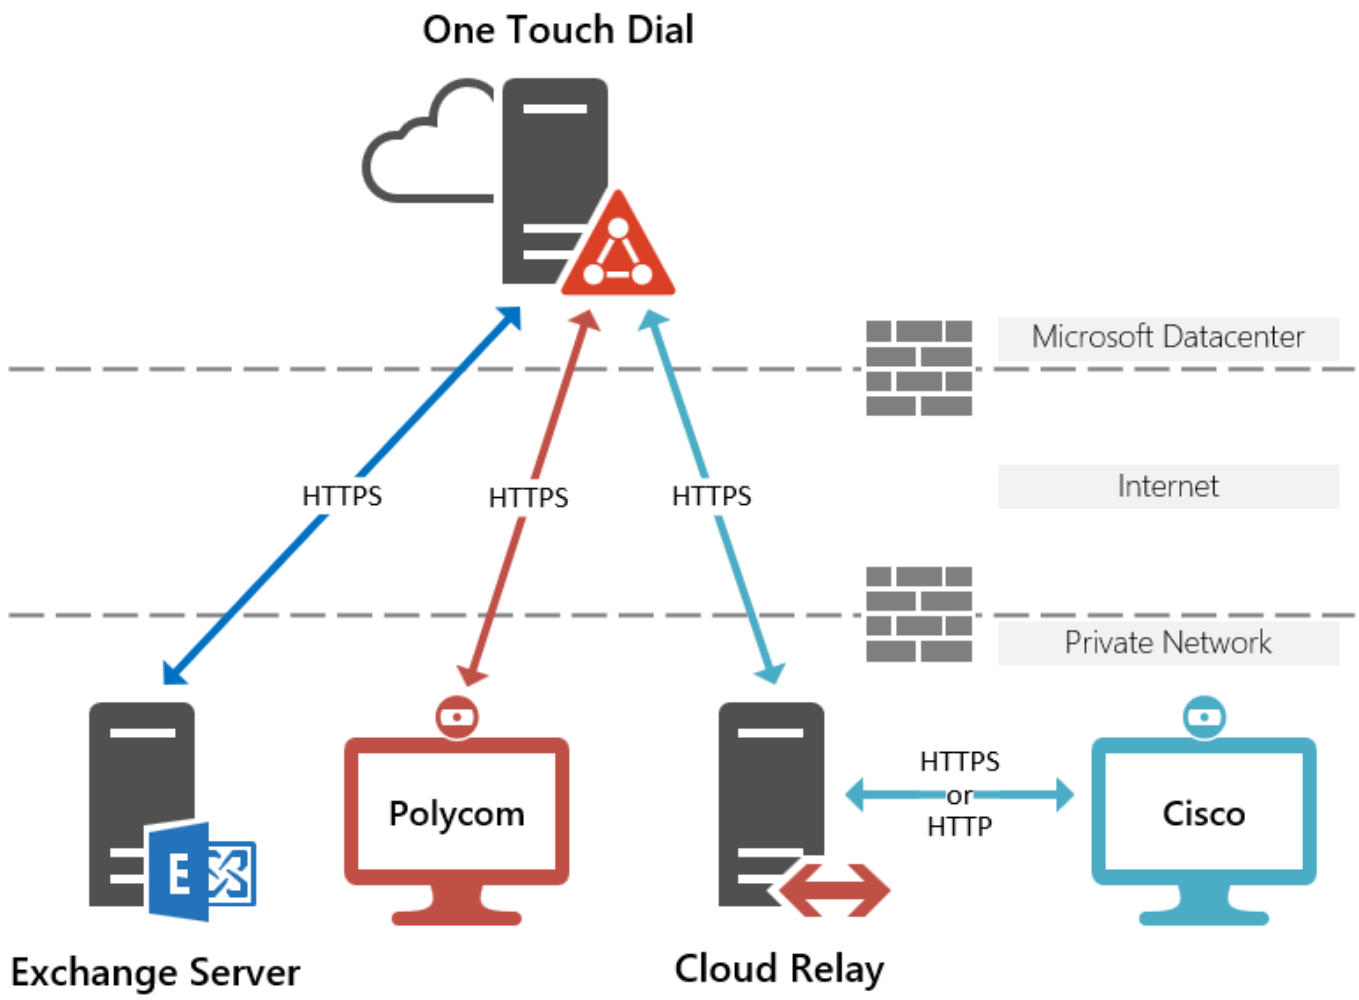 One Touch Dial
Microsoft Datacenter
HTTPS
HTTPS
HTTPS
Internet
Private Network
Polycom
HTTPS
or
HTTP
Cisco
E
Exchange Server
Cloud Relay